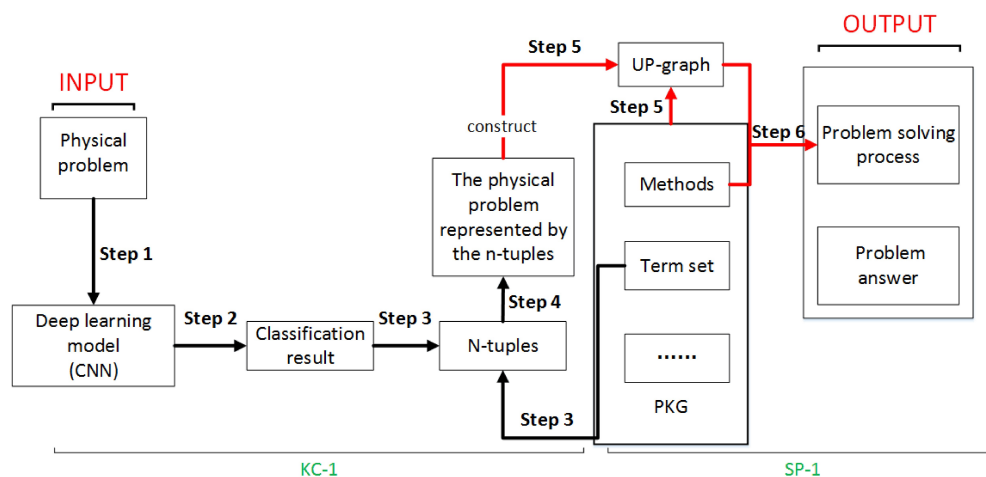 INPUT
Physical
problem
Step 1
Deep learning
model
(CNN)
Step 2
Classification
result
Step 3
N-tuples
Step 3
Step 4
The physical
problem
represented by
the n-tuples
construct
Step 5
UP-graph
Step 5
Methods
Term set
......
PKG
Step 6
OUTPUT
Problem solving
process
Problem
answer
KC-1
SP-1